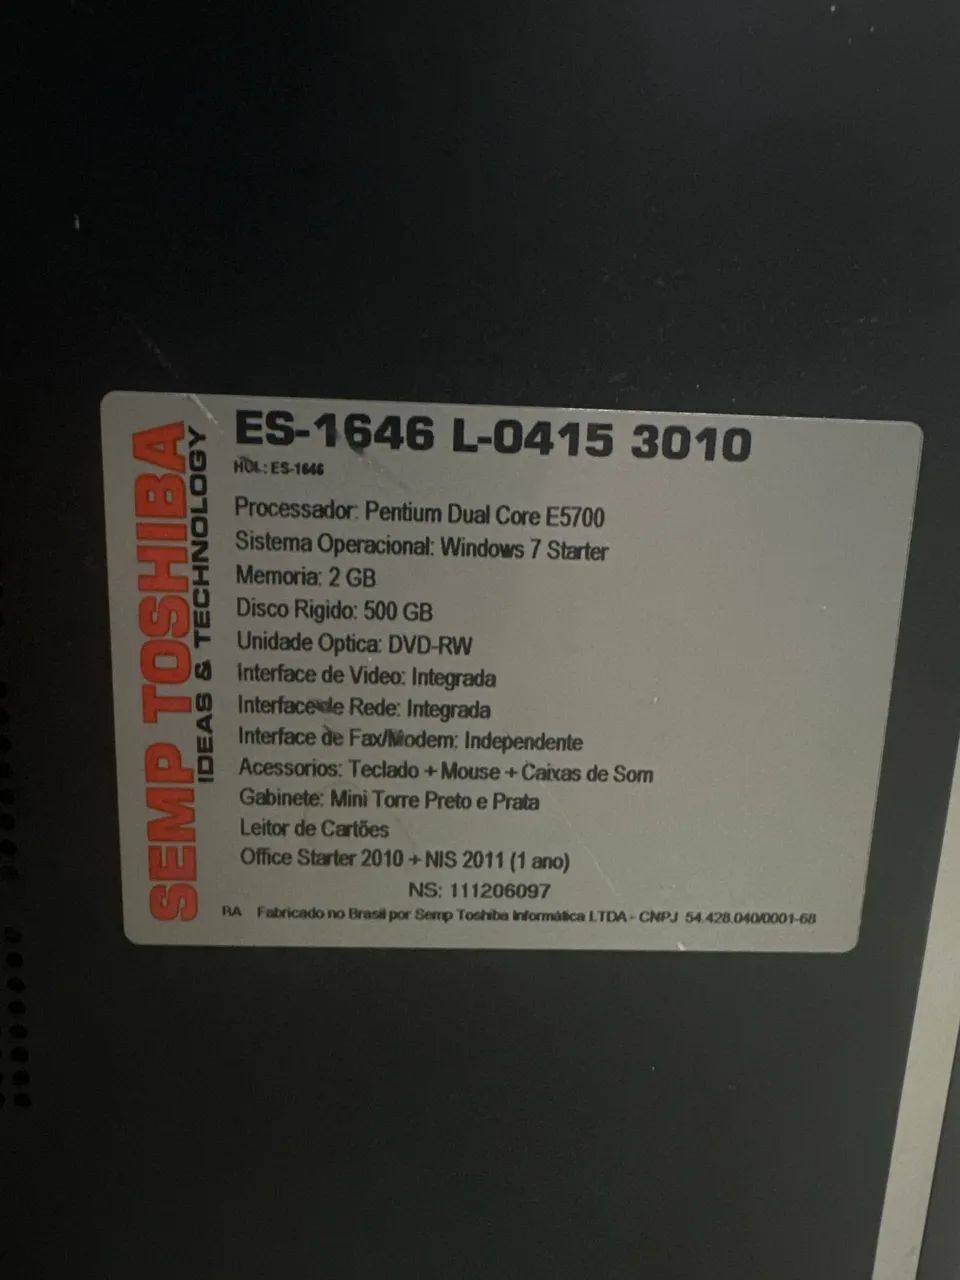 SEMP TOSHIBA
IDEAS & TECHNOLOGY
ES-1646 L-0415 3010
HOL: ES-1646
Processador: Pentium Dual Core E5700
Sistema Operacional: Windows 7 Starter
Memoria: 2 GB
Disco Rigido: 500 GB
Unidade Optica: DVD-RW
Interface de Video: Integrada
Interface de Rede: Integrada
Interface de Fax/Modem: Independente
Acessorios: Teclado + Mouse + Caixas de Som
Gabinete: Mini Torre Preto e Prata
Leitor de Cartões
Office Starter 2010 + NIS 2011 (1 ano)
NS: 111206097
RA Fabricado no Brasil por Semp Toshiba Informática LTDA - CNPJ 54.428.040/0001-68